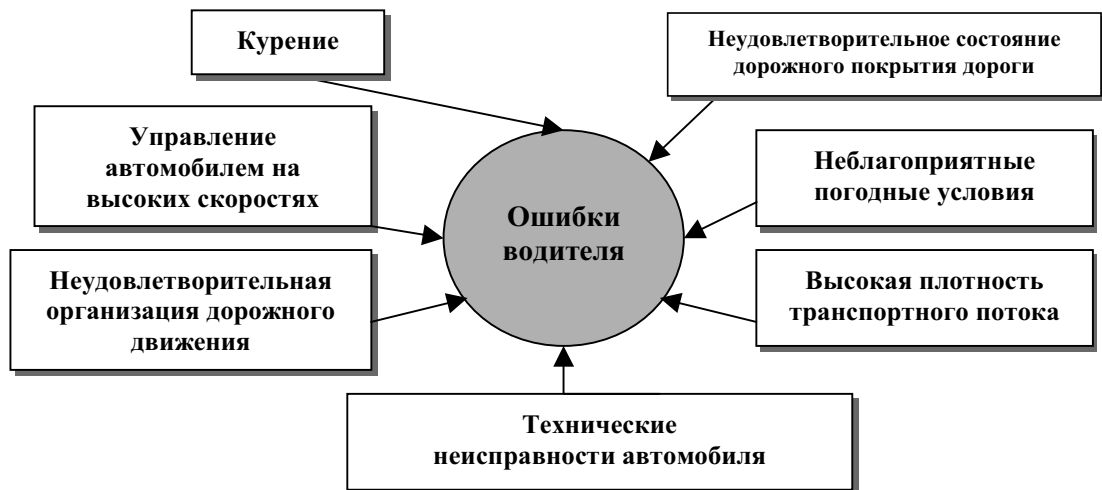 Курение
Неудовлетворительное состояние
дорожного покрытия дороги
Управление
автомобилем на
высоких скоростях
Неблагоприятные
погодные условия
Ошибки
водителя
Неудовлетворительная
организация дорожного
движения
Высокая плотность
транспортного потока
Технические
неисправности автомобиля